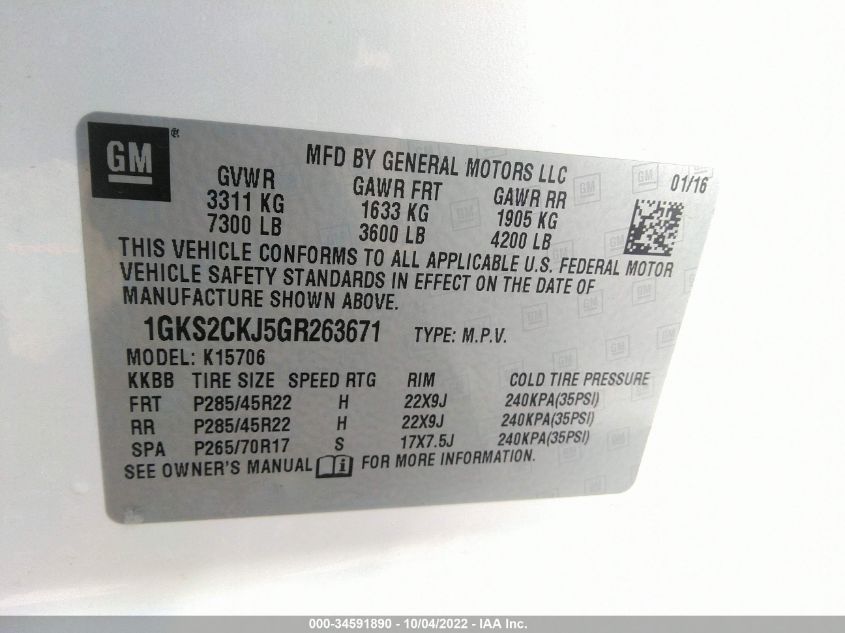 GM®
MFD BY GENERAL MOTORS LLC
01/16
GVWR GAWR FRT GAWR RR
3311 KG 1633 KG 1905 KG
7300 LB 3600 LB 4200 LB
THIS VEHICLE CONFORMS TO ALL APPLICABLE U.S. FEDERAL MOTOR
VEHICLE SAFETY STANDARDS IN EFFECT ON THE DATE OF
MANUFACTURE SHOWN ABOVE.
1GKS2CKJ5GR263671 TYPE: M.P.V.
MODEL: K15706
KKBB TIRE SIZE SPEED RTG RIM COLD TIRE PRESSURE
FRT P285/45R22 H 22X9J 240KPA(35PSI)
RR P285/45R22 H 22X9J 240KPA(35PSI)
SPA P265/70R17 S 17X7.5J 240KPA(35PSI)
SEE OWNER'S MANUAL i FOR MORE INFORMATION.
000-34591890 - 10/04/2022 - IAA Inc.